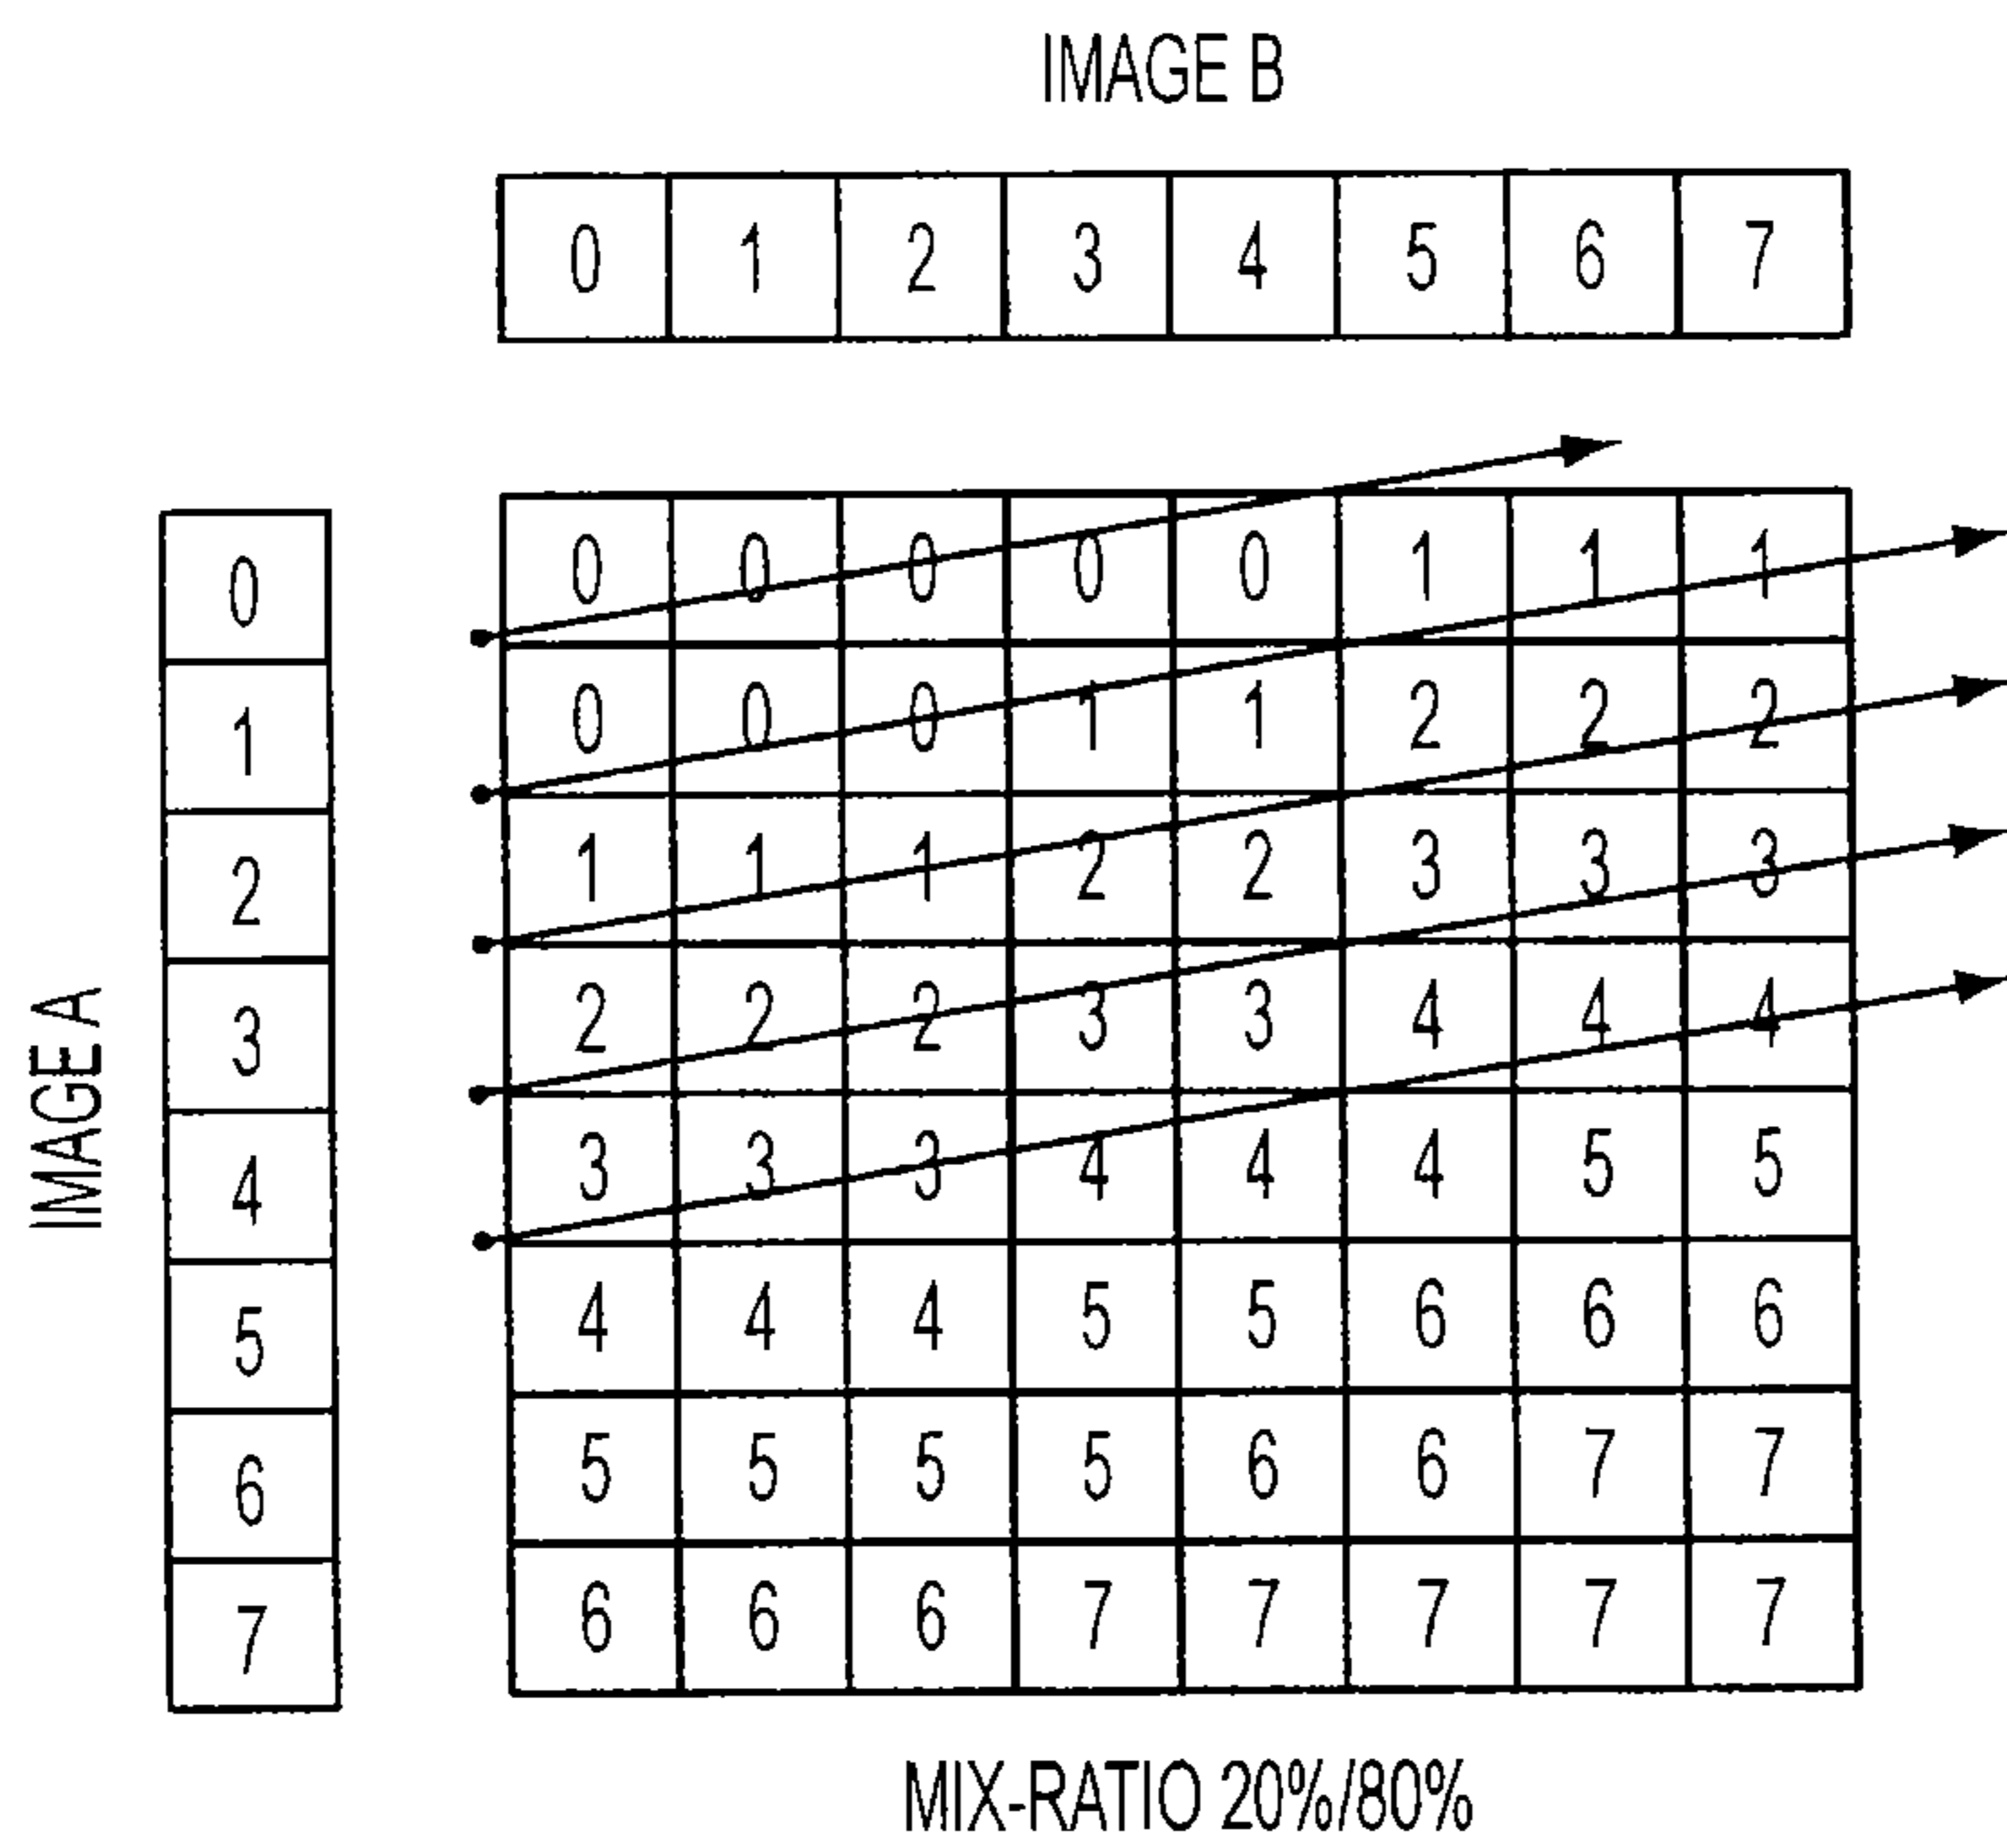 IMAGE B
0 1 2 3 4 5 6 7
IMAGE A
0 0 0 0 0 0 1 1 1
1 0 0 0 1 1 2 2 2
2 1 1 1 2 2 3 3 3
3 2 2 2 3 3 4 4 4
4 3 3 3 4 4 4 5 5
5 4 4 4 5 5 6 6 6
6 5 5 5 5 6 6 7 7
7 6 6 6 7 7 7 7 7
MIX-RATIO 20%/80%